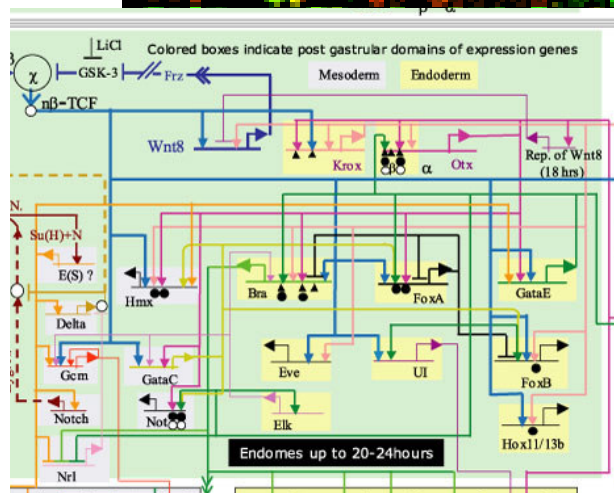 β α
Colored boxes indicate post gastrular domains of expression genes
LiCl
χ
GSK-3
Frz
Mesoderm
Endoderm
nβ=TCF
Wnt8
Krox
β
α
Otx
Rep. of Wnt8
(18 hrs)
N.
Su(H)+N
E(S) ?
Hmx
Bra
FoxA
GataE
Delta
Gcm
GataC
Eve
UI
FoxB
Notch
Not
Elk
Hox11/13b
Nrl
Endomes up to 20-24hours